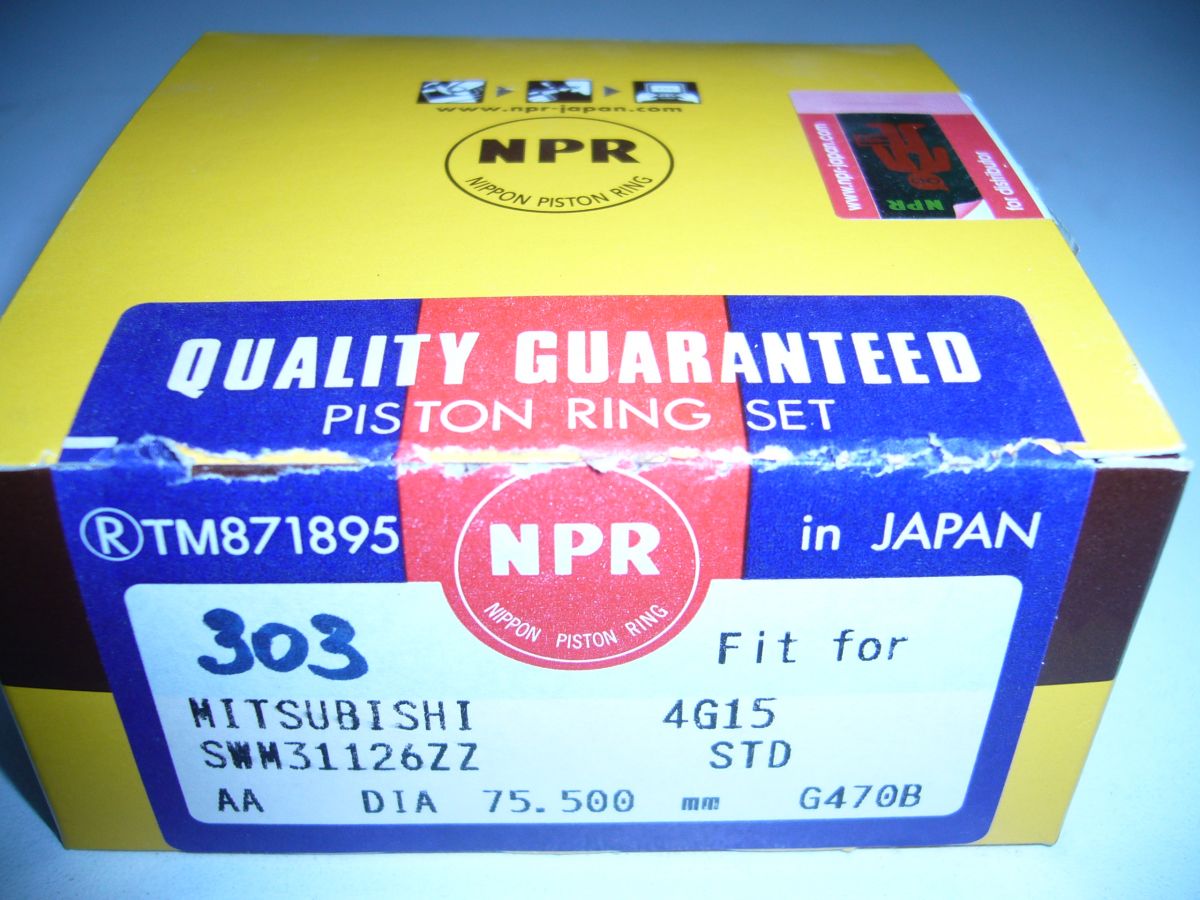 www.npr-japan.com
NPR
NIPPON PISTON RING
www.npr-japan.com
NPR
for distributor
QUALITY GUARANTEED
PISTON RING SET
®TM871895
in JAPAN
NPR
NIPPON PISTON RING
303
Fit for
MITSUBISHI 4G15
SWM31126ZZ STD
AA DIA 75.500 mm G470B